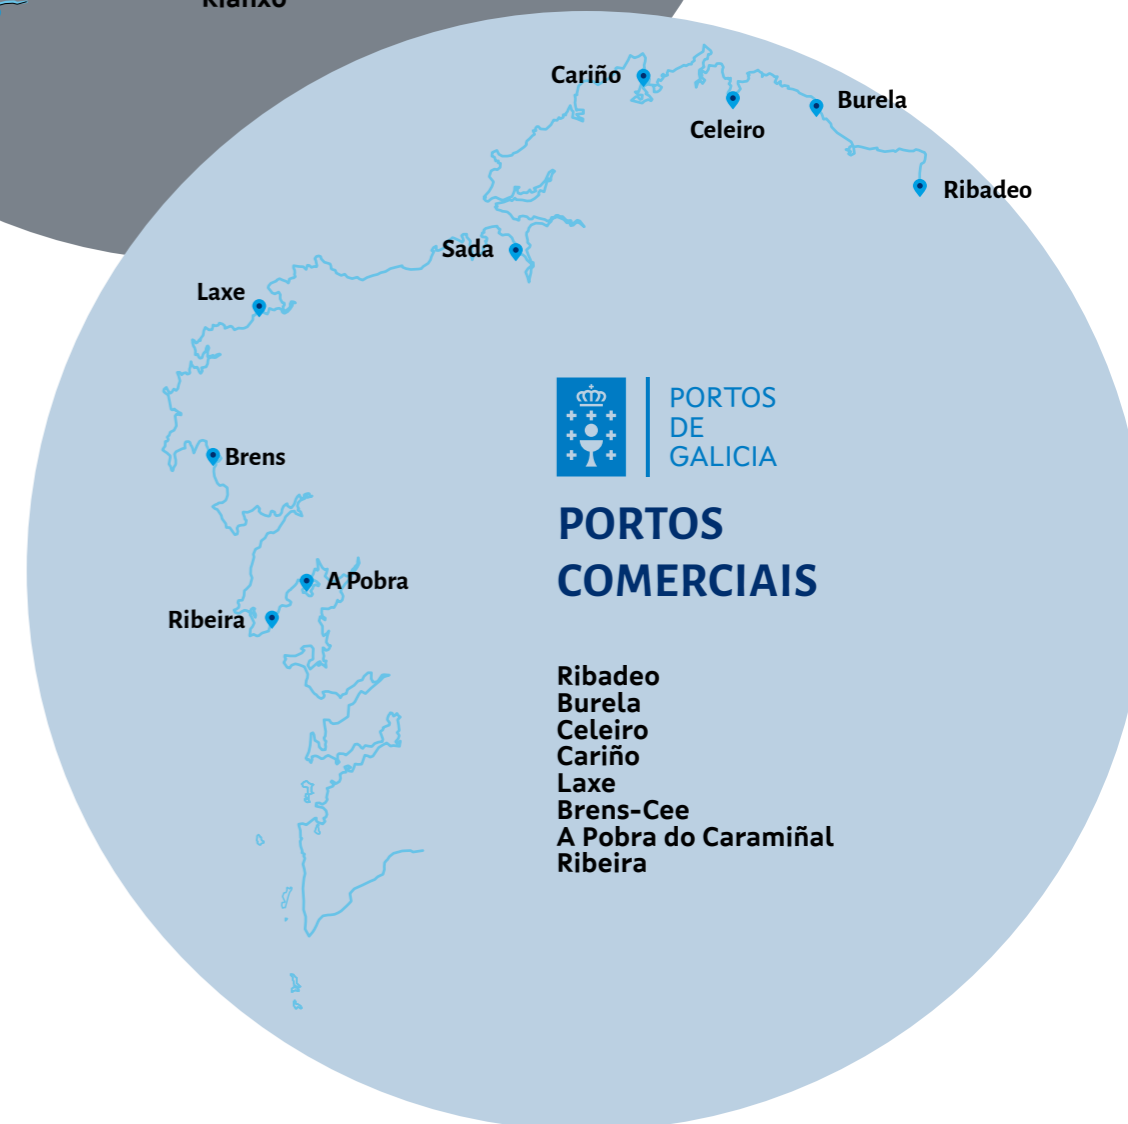 Rianxo
Cariño
Burela
Celeiro
Ribadeo
Sada
Laxe
Brens
A Pobra
Ribeira
PORTOS
DE
GALICIA
PORTOS
COMERCIAIS
Ribadeo
Burela
Celeiro
Cariño
Laxe
Brens-Cee
A Pobra do Caramiñal
Ribeira